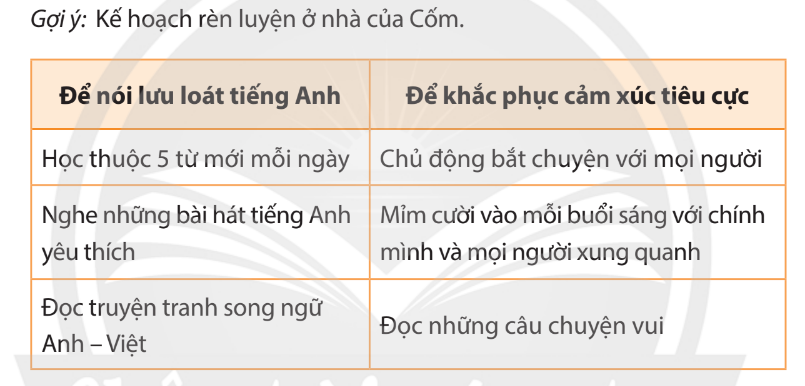 Gợi ý: Kế hoạch rèn luyện ở nhà của Cốm.
Để nói lưu loát tiếng Anh
Để khắc phục cảm xúc tiêu cực
Học thuộc 5 từ mới mỗi ngày
Chủ động bắt chuyện với mọi người
Nghe những bài hát tiếng Anh
yêu thích
Mỉm cười vào mỗi buổi sáng với chính
mình và mọi người xung quanh
Đọc truyện tranh song ngữ
Anh – Việt
Đọc những câu chuyện vui